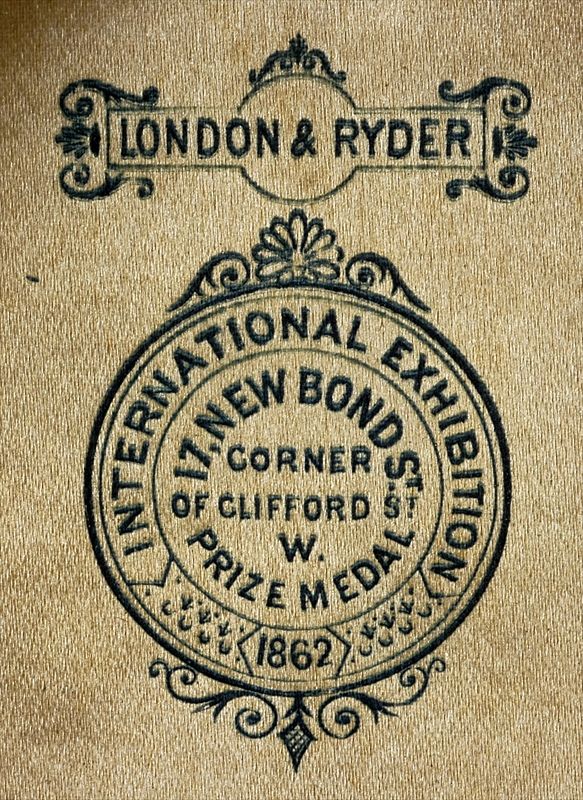 LONDON & RYDER
INTERNATIONAL EXHIBITION
17, NEW BOND ST.
CORNER
OF CLIFFORD ST
W.
PRIZE MEDAL
1862